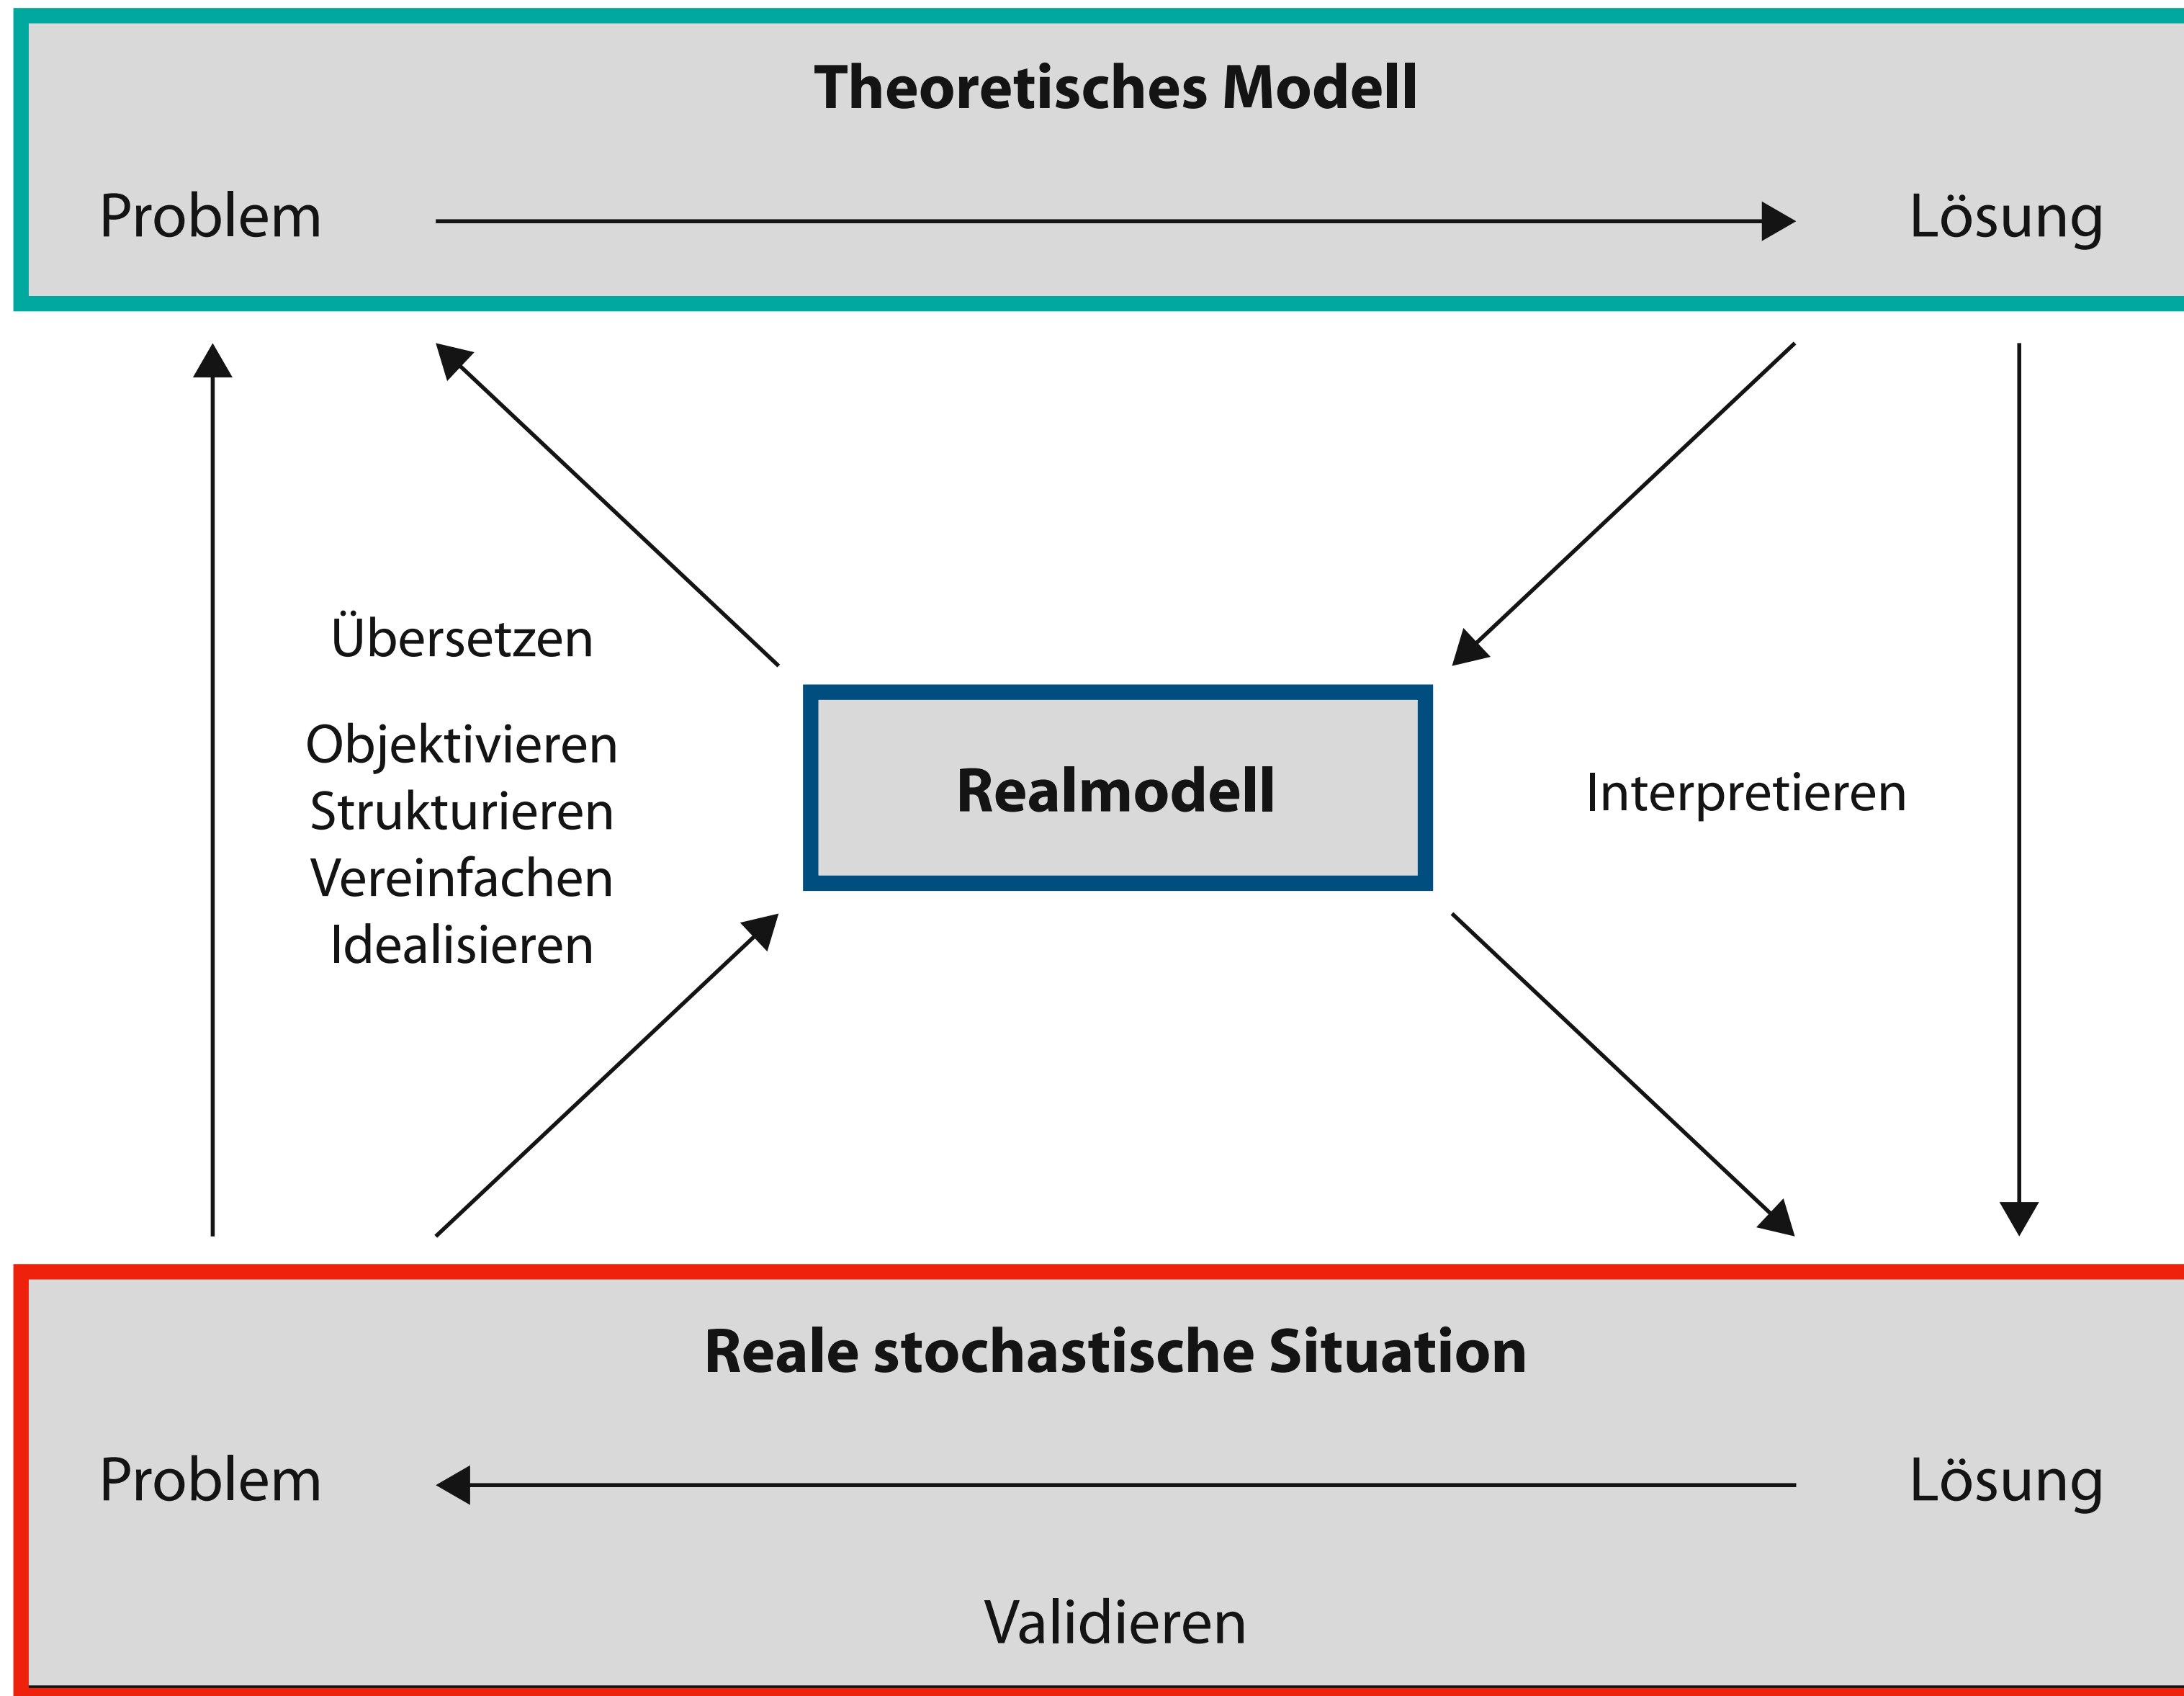 Theoretisches Modell
Problem
Lösung
Übersetzen
Objektivieren
Strukturieren
Vereinfachen
Idealisieren
Realmodell
Interpretieren
Reale stochastische Situation
Problem
Lösung
Validieren